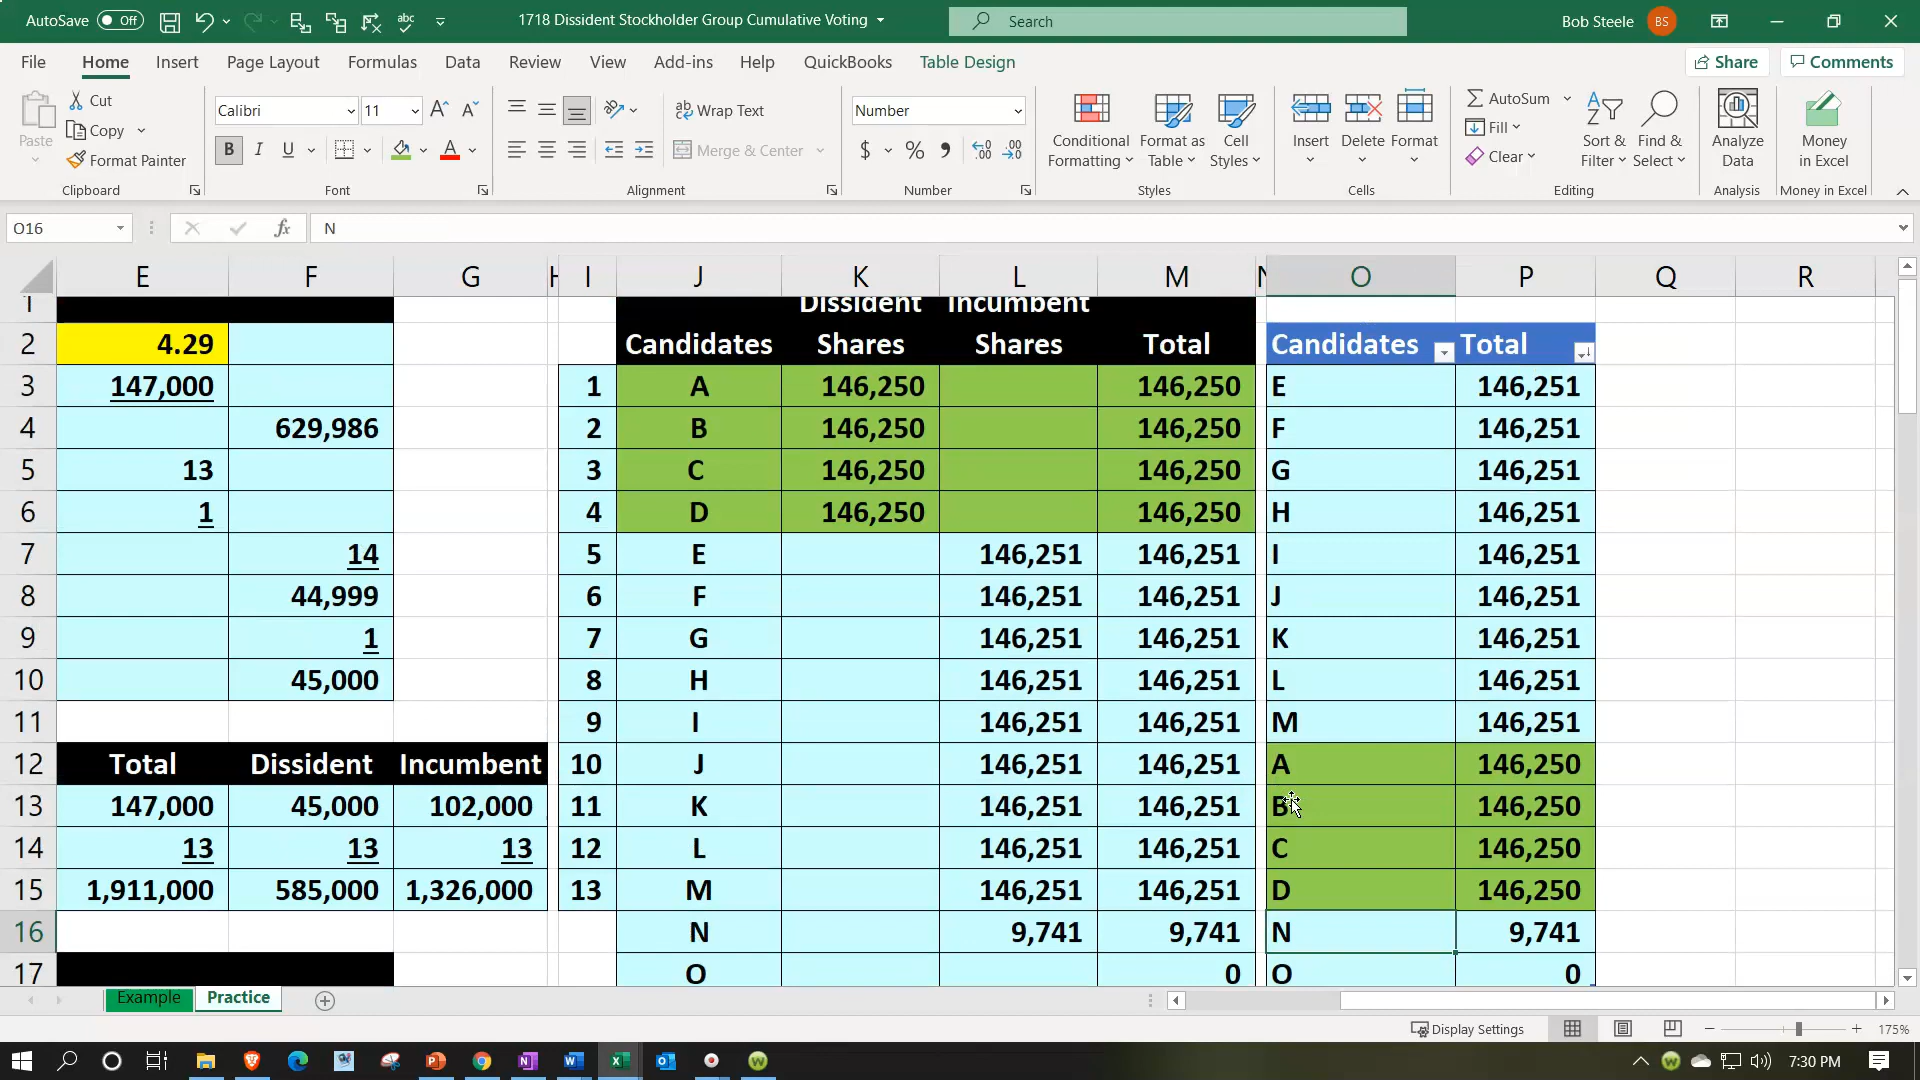 AutoSave Off
1718 Dissident Stockholder Group Cumulative Voting
Search
Bob Steele BS
File Home Insert Page Layout Formulas Data Review View Add-ins Help QuickBooks Table Design
Share Comments
Paste Cut Copy Format Painter
Calibri 11
B I U
Wrap Text
Merge & Center
Number
$ % ,
Conditional Formatting
Format as Table
Cell Styles
Insert Delete Format
AutoSum Fill Clear
Sort & Filter
Find & Select
Analyze Data
Money in Excel
Clipboard Font Alignment Number Styles Cells Editing Analysis Money in Excel
O16 fx N
E F G H I J K L M N O P Q R
1 Dissident Incumbent
2 4.29 Candidates Shares Shares Total Candidates Total
3 147,000 1 A 146,250 146,250 E 146,251
4 629,986 2 B 146,250 146,250 F 146,251
5 13 3 C 146,250 146,250 G 146,251
6 1 4 D 146,250 146,250 H 146,251
7 14 5 E 146,251 146,251 I 146,251
8 44,999 6 F 146,251 146,251 J 146,251
9 1 7 G 146,251 146,251 K 146,251
10 45,000 8 H 146,251 146,251 L 146,251
11 9 I 146,251 146,251 M 146,251
12 Total Dissident Incumbent 10 J 146,251 146,251 A 146,250
13 147,000 45,000 102,000 11 K 146,251 146,251 B 146,250
14 13 13 13 12 L 146,251 146,251 C 146,250
15 1,911,000 585,000 1,326,000 13 M 146,251 146,251 D 146,250
16 N 9,741 9,741 N 9,741
17 O 0 O 0
Example Practice
Display Settings 175%
7:30 PM